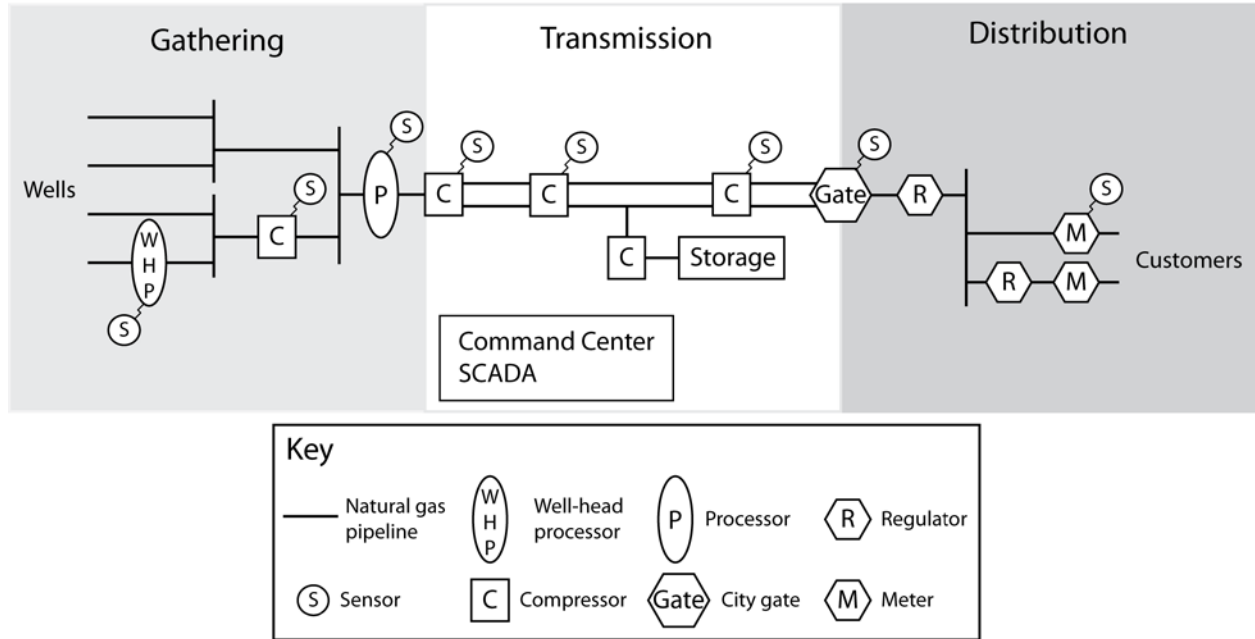 Gathering
Transmission
Distribution
Wells
W
H
P
S
C
S
P
S
C
S
C
S
C
S
C
Storage
Gate
S
R
M
S
R
M
Customers
Command Center
SCADA
Key
Natural gas
pipeline
W
H
P
Well-head
processor
P
Processor
R
Regulator
S
Sensor
C
Compressor
Gate
City gate
M
Meter